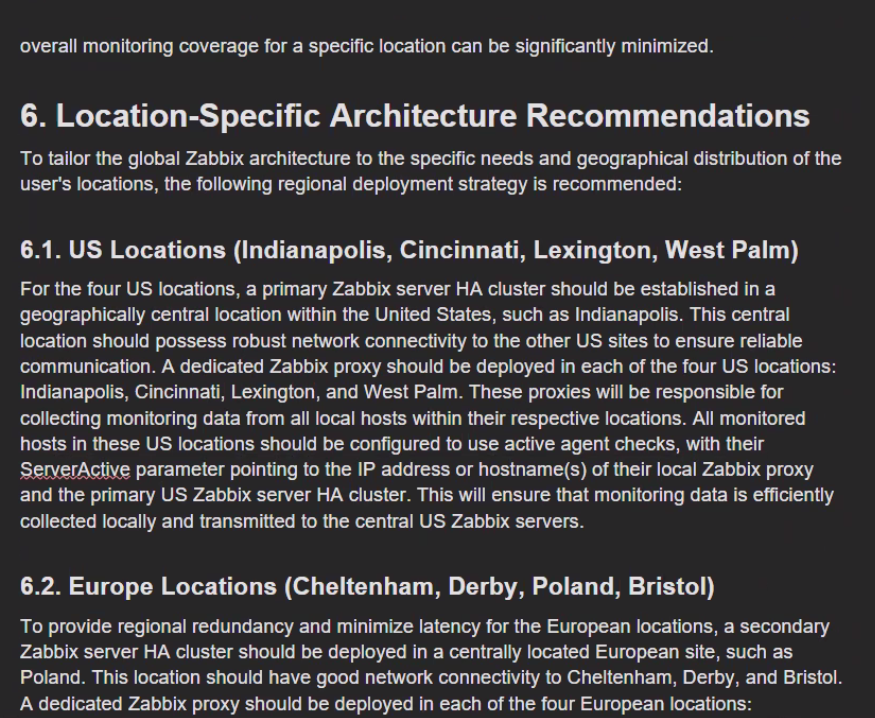 overall monitoring coverage for a specific location can be significantly minimized.
6. Location-Specific Architecture Recommendations
To tailor the global Zabbix architecture to the specific needs and geographical distribution of the
user's locations, the following regional deployment strategy is recommended:
6.1. US Locations (Indianapolis, Cincinnati, Lexington, West Palm)
For the four US locations, a primary Zabbix server HA cluster should be established in a
geographically central location within the United States, such as Indianapolis. This central
location should possess robust network connectivity to the other US sites to ensure reliable
communication. A dedicated Zabbix proxy should be deployed in each of the four US locations:
Indianapolis, Cincinnati, Lexington, and West Palm. These proxies will be responsible for
collecting monitoring data from all local hosts within their respective locations. All monitored
hosts in these US locations should be configured to use active agent checks, with their
ServerActive parameter pointing to the IP address or hostname(s) of their local Zabbix proxy
and the primary US Zabbix server HA cluster. This will ensure that monitoring data is efficiently
collected locally and transmitted to the central US Zabbix servers.
6.2. Europe Locations (Cheltenham, Derby, Poland, Bristol)
To provide regional redundancy and minimize latency for the European locations, a secondary
Zabbix server HA cluster should be deployed in a centrally located European site, such as
Poland. This location should have good network connectivity to Cheltenham, Derby, and Bristol.
A dedicated Zabbix proxy should be deployed in each of the four European locations: